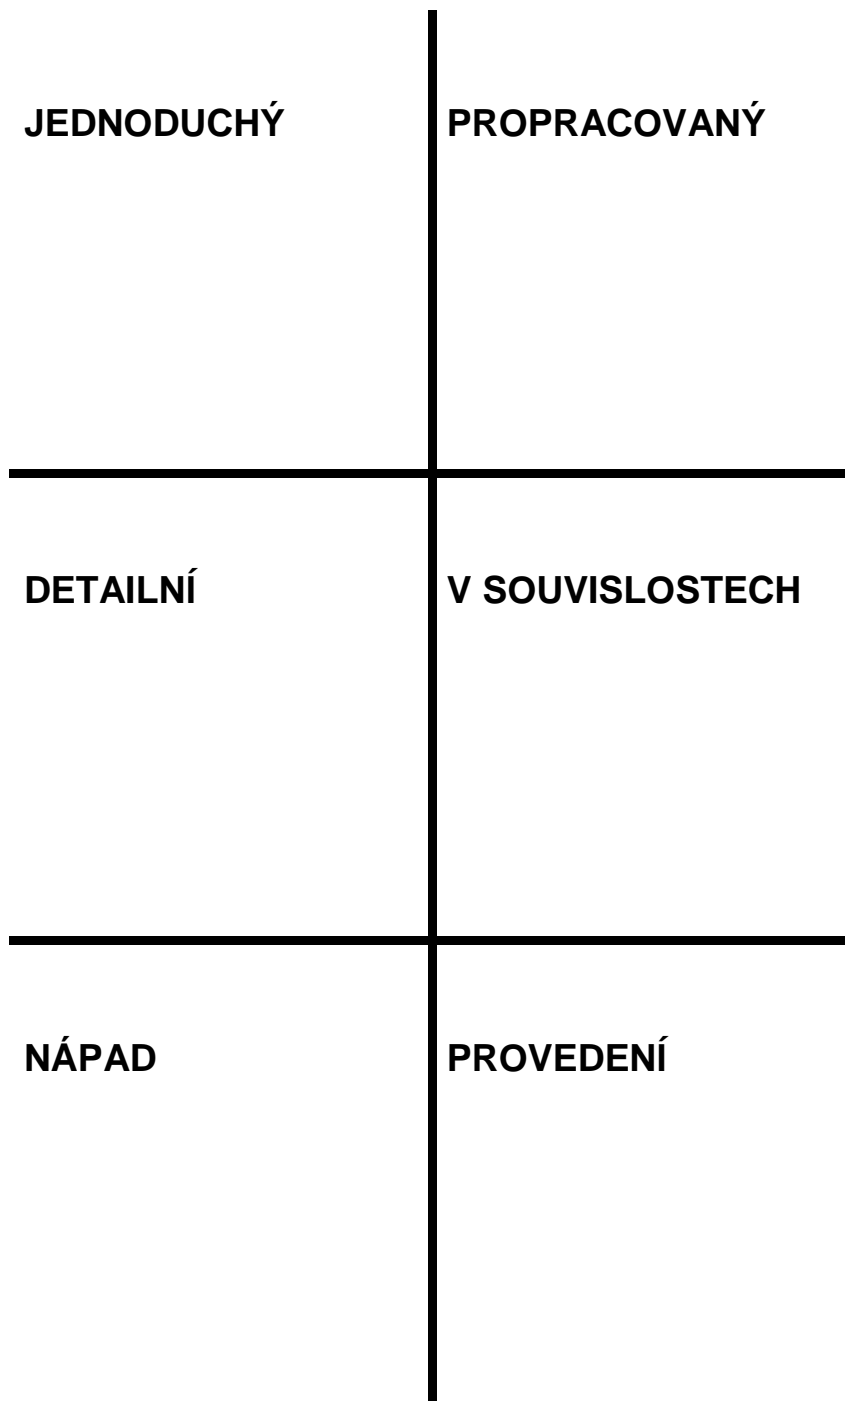 JEDNODUCHÝ
PROPRACOVANÝ
DETAILNÍ
V SOUVISLOSTECH
NÁPAD
PROVEDENÍ